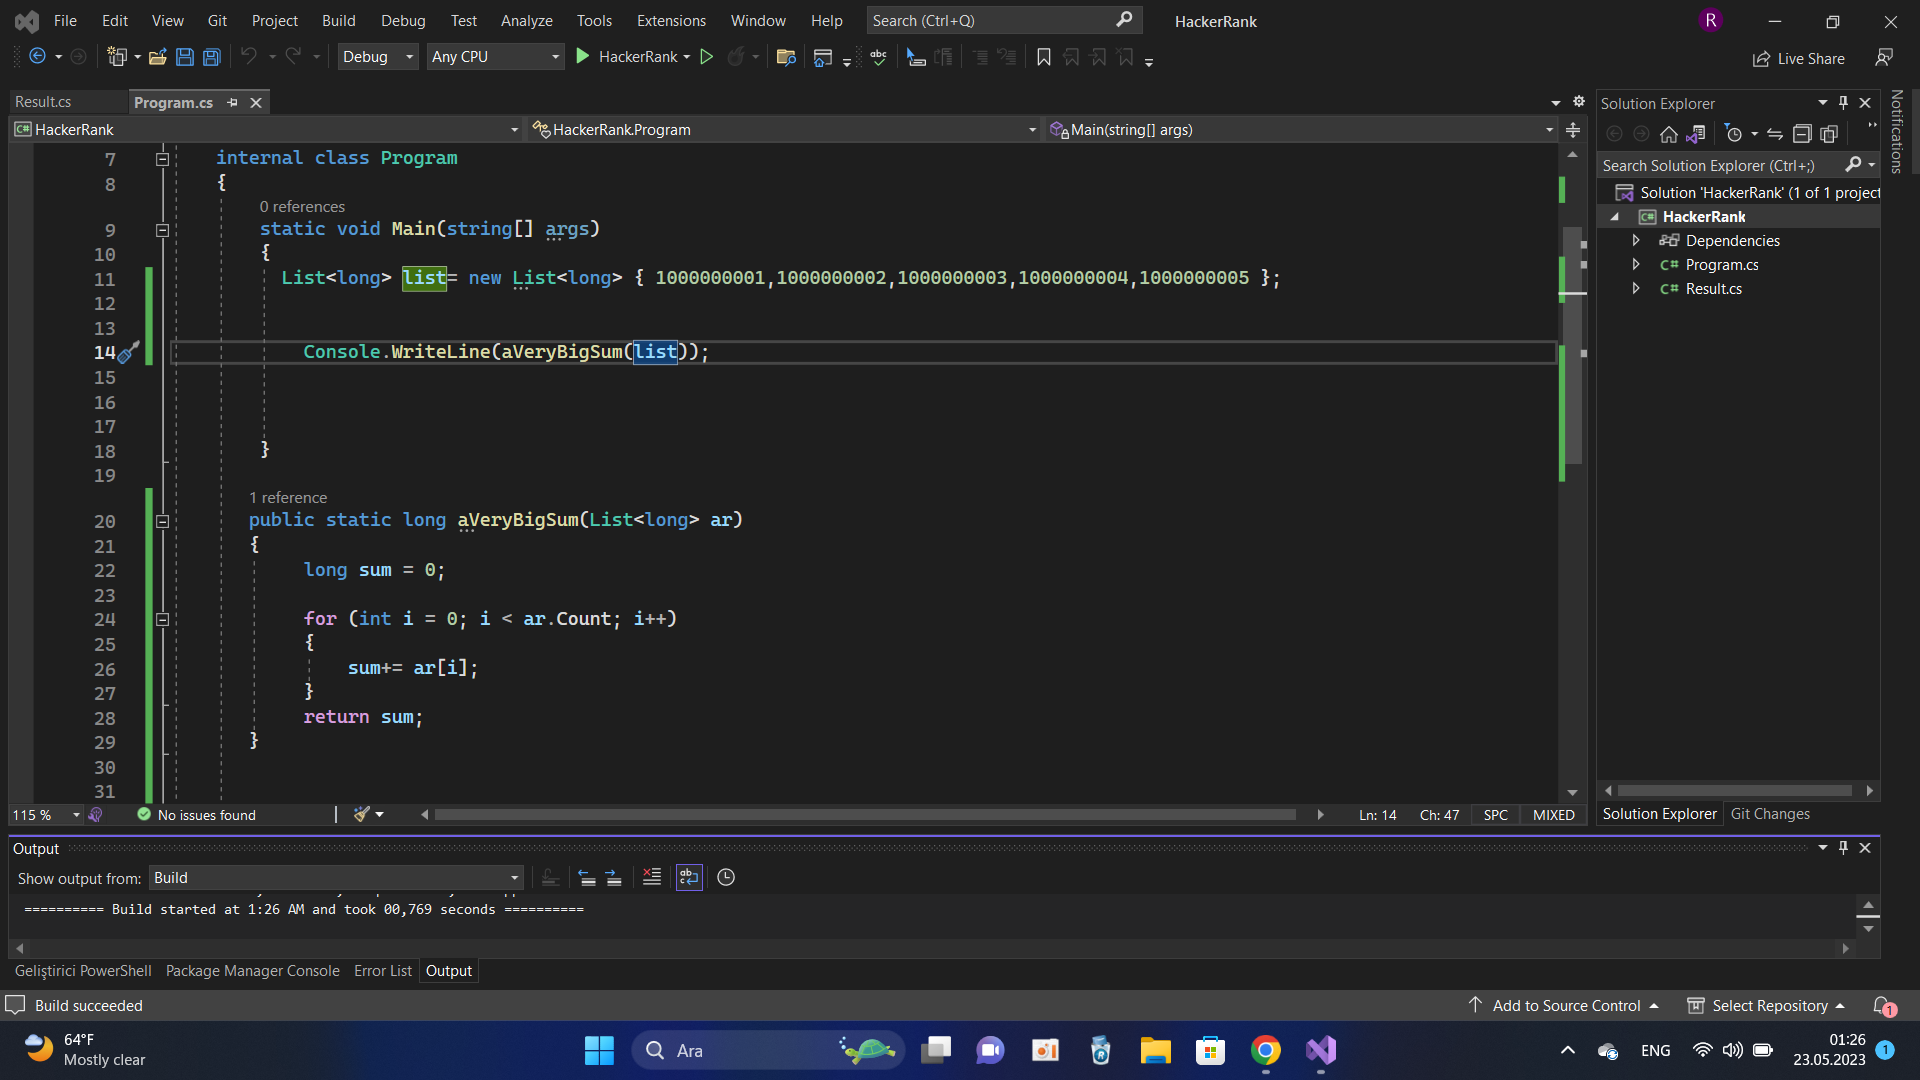 File Edit View Git Project Build Debug Test Analyze Tools Extensions Window Help Search (Ctrl+Q) HackerRank R
Debug Any CPU HackerRank Live Share
Result.cs Program.cs
HackerRank HackerRank.Program Main(string[] args)
7 internal class Program
8 {
0 references
9 static void Main(string[] args)
10 {
11 List<long> list= new List<long> { 1000000001,1000000002,1000000003,1000000004,1000000005 };
12
13
14 Console.WriteLine(aVeryBigSum(list));
15
16
17
18 }
19
1 reference
20 public static long aVeryBigSum(List<long> ar)
21 {
22 long sum = 0;
23
24 for (int i = 0; i < ar.Count; i++)
25 {
26 sum+= ar[i];
27 }
28 return sum;
29 }
30
31
115 % No issues found Ln: 14 Ch: 47 SPC MIXED
Solution Explorer
Search Solution Explorer (Ctrl+;)
Solution 'HackerRank' (1 of 1 project
HackerRank
Dependencies
C# Program.cs
C# Result.cs
Solution Explorer Git Changes
Notifications
Output
Show output from: Build
========== Build started at 1:26 AM and took 00,769 seconds ==========
Geliştirici PowerShell Package Manager Console Error List Output
Build succeeded Add to Source Control Select Repository 1
64°F
Mostly clear
Ara
ENG
01:26
23.05.2023
1